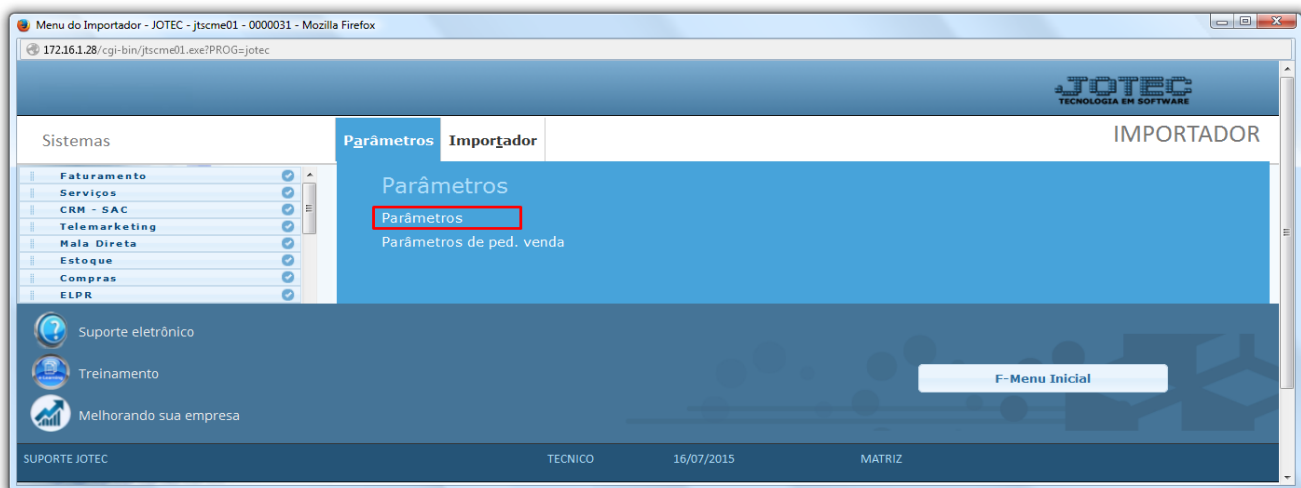 Menu do Importador - JOTEC - jtscme01 - 0000031 - Mozilla Firefox
172.16.1.28/cgi-bin/jtscme01.exe?PROG=jotec
JOTEC
TECNOLOGIA EM SOFTWARE
Sistemas
Parâmetros
Importador
IMPORTADOR
Faturamento
Serviços
CRM - SAC
Telemarketing
Mala Direta
Estoque
Compras
ELPR
Parâmetros
Parâmetros
Parâmetros de ped. venda
Suporte eletrônico
Treinamento
Melhorando sua empresa
F-Menu Inicial
SUPORTE JOTEC TECNICO 16/07/2015 MATRIZ